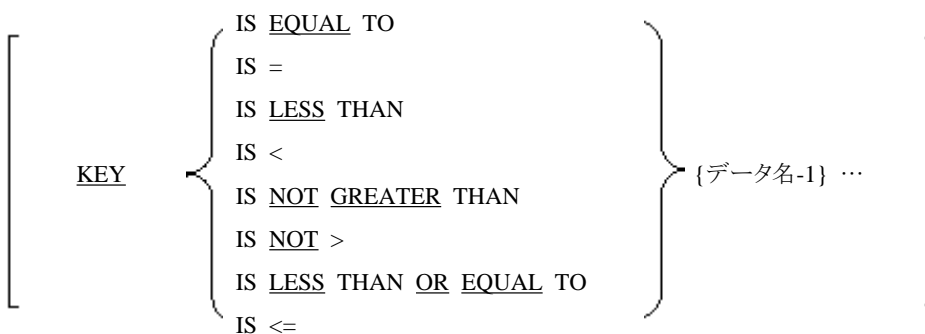 IS EQUAL TO
IS =
IS LESS THAN
IS <
KEY
IS NOT GREATER THAN
{データ名-1} …
IS NOT >
IS LESS THAN OR EQUAL TO
IS <=